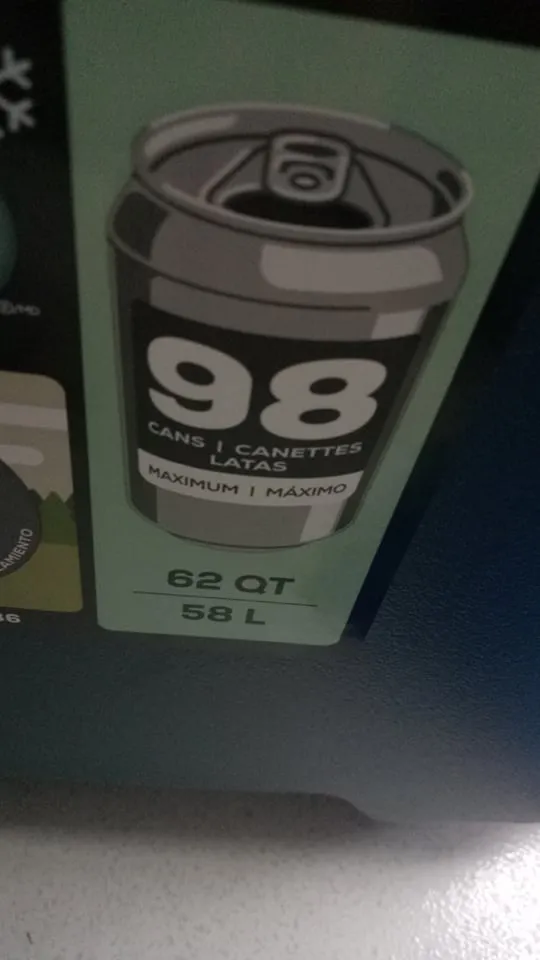 98
CANS | CANETTES
LATAS
MAXIMUM | MÁXIMO
62 QT
58 L